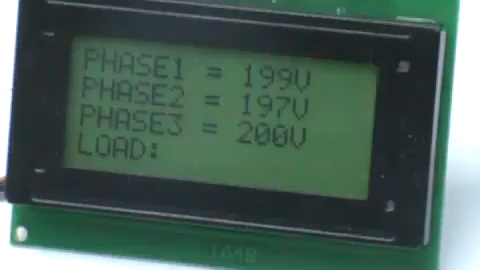 PHASE1 = 199V
PHASE2 = 197V
PHASE3 = 200V
LOAD: